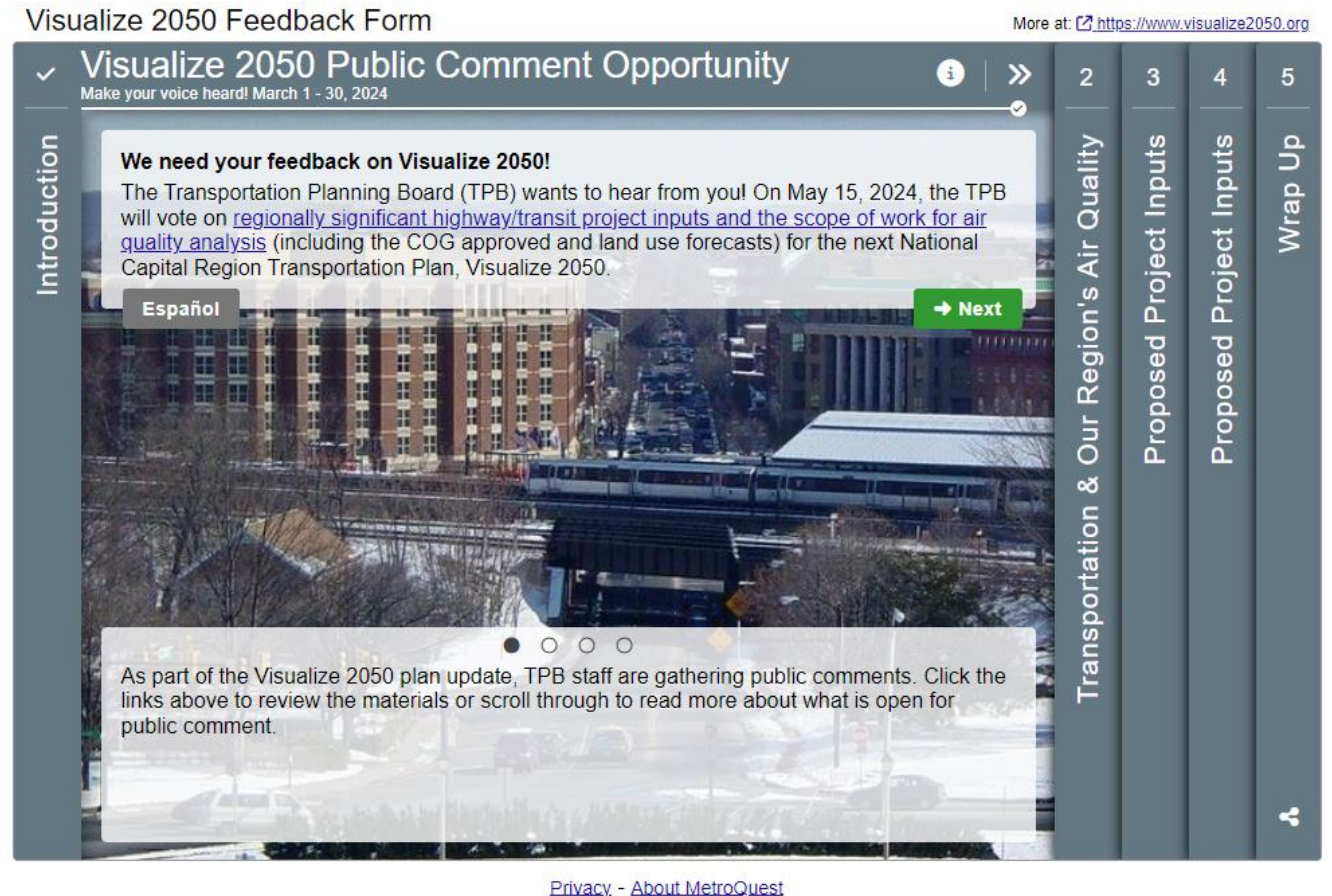 Visualize 2050 Feedback Form
More at: https://www.visualize2050.org
Visualize 2050 Public Comment Opportunity
Make your voice heard! March 1 - 30, 2024
Introduction
We need your feedback on Visualize 2050!
The Transportation Planning Board (TPB) wants to hear from you! On May 15, 2024, the TPB
will vote on regionally significant highway/transit project inputs and the scope of work for air
quality analysis (including the COG approved and land use forecasts) for the next National
Capital Region Transportation Plan, Visualize 2050.
Español
Next
As part of the Visualize 2050 plan update, TPB staff are gathering public comments. Click the
links above to review the materials or scroll through to read more about what is open for
public comment.
2
Transportation & Our Region's Air Quality
3
Proposed Project Inputs
4
Proposed Project Inputs
5
Wrap Up
Privacy - About MetroQuest